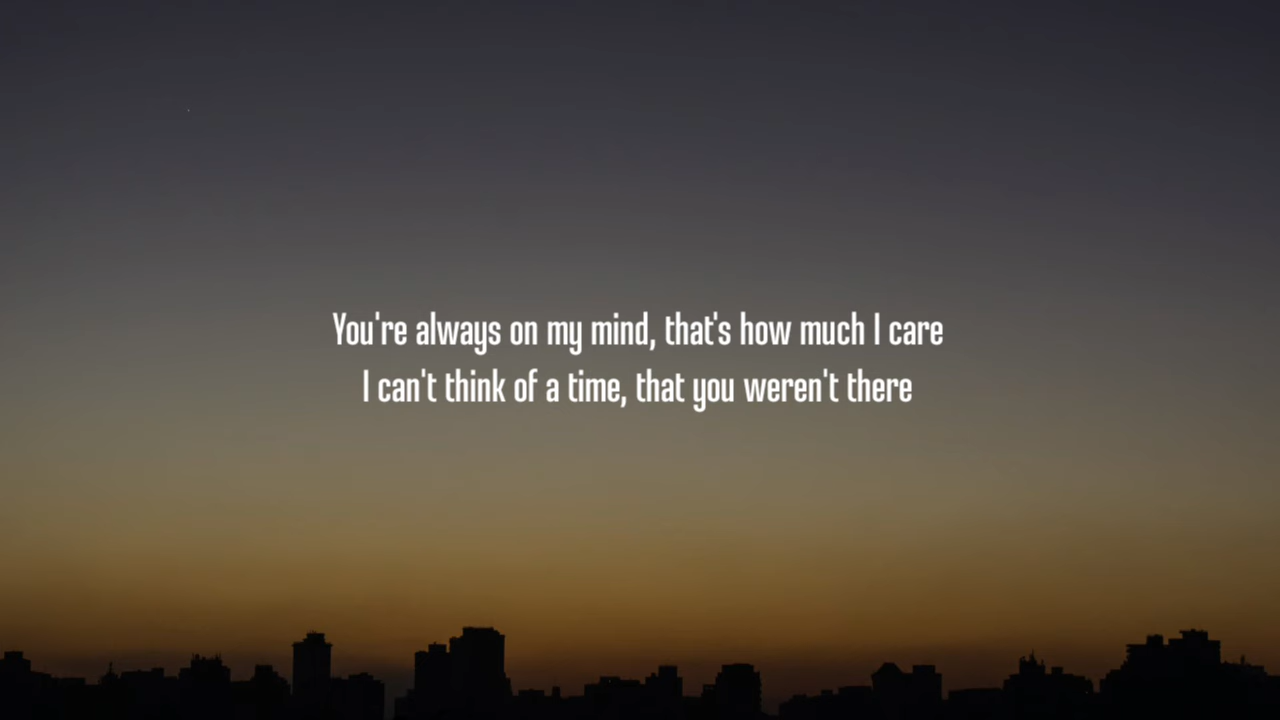 You're always on my mind, that's how much I care
I can't think of a time, that you weren't there